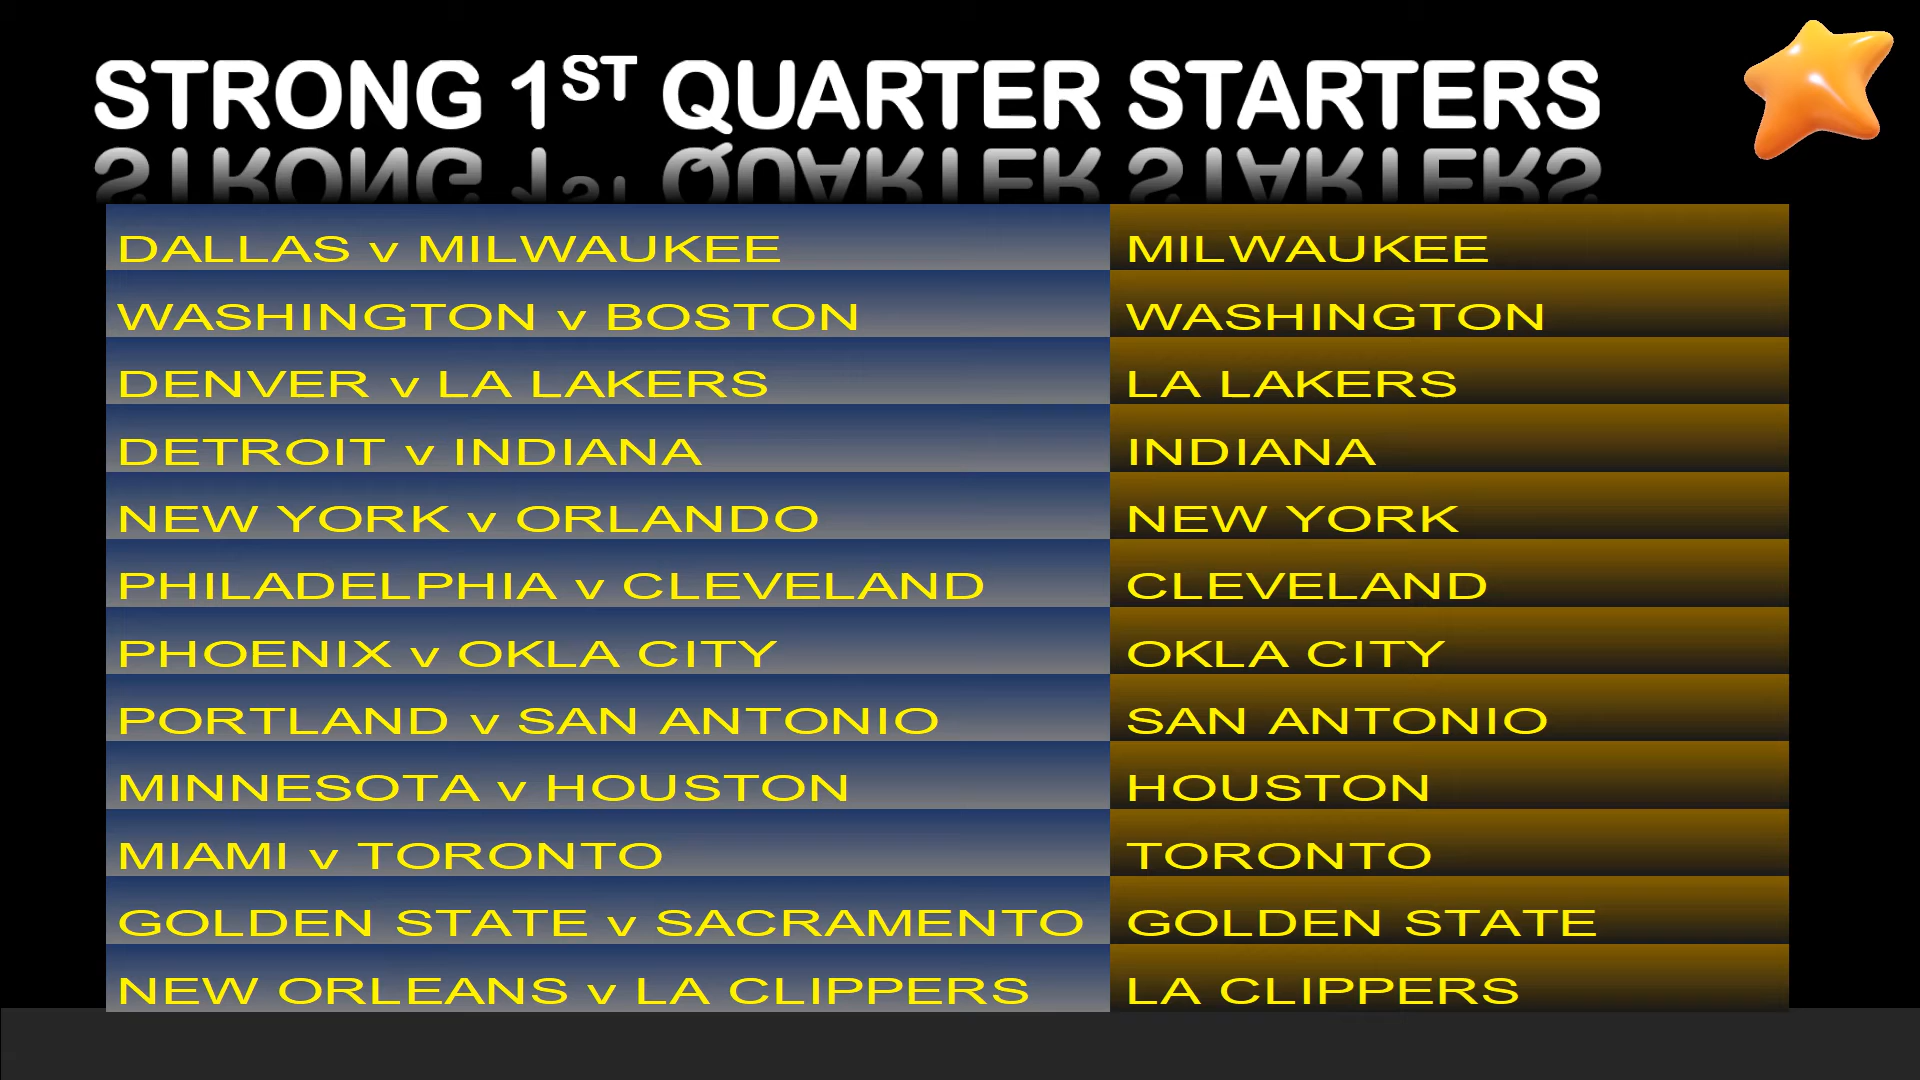 STRONG 1ST QUARTER STARTERS
DALLAS v MILWAUKEE MILWAUKEE
WASHINGTON v BOSTON WASHINGTON
DENVER v LA LAKERS LA LAKERS
DETROIT v INDIANA INDIANA
NEW YORK v ORLANDO NEW YORK
PHILADELPHIA v CLEVELAND CLEVELAND
PHOENIX v OKLA CITY OKLA CITY
PORTLAND v SAN ANTONIO SAN ANTONIO
MINNESOTA v HOUSTON HOUSTON
MIAMI v TORONTO TORONTO
GOLDEN STATE v SACRAMENTO GOLDEN STATE
NEW ORLEANS v LA CLIPPERS LA CLIPPERS